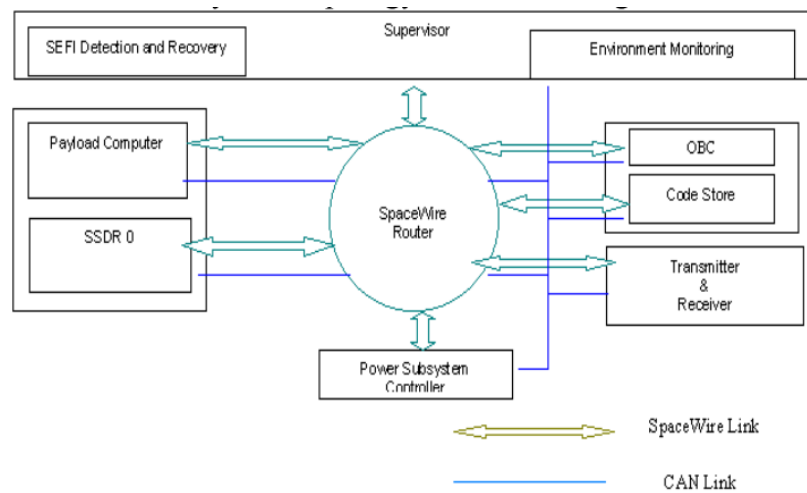 Supervisor
SEFI Detection and Recovery
Environment Monitoring
Payload Computer
OBC
Code Store
SpaceWire
Router
SSDR 0
Transmitter
&
Receiver
Power Subsystem
Controller
SpaceWire Link
CAN Link